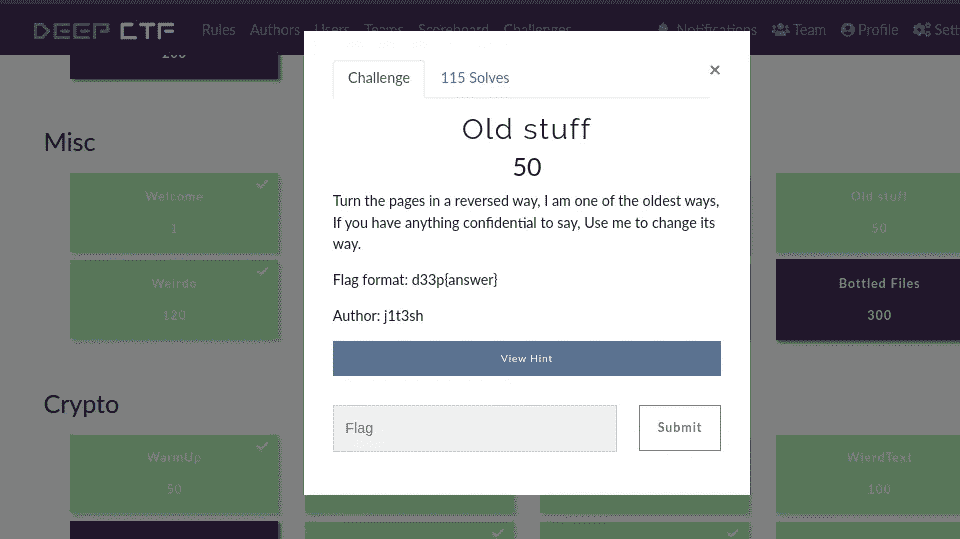 DEEP CTF Rules Authors Users Teams Scoreboard Challenges Notifications Team Profile Sett
200
Challenge 115 Solves ×
Misc
Old stuff
50
Welcome
1
Old stuff
50
Turn the pages in a reversed way, I am one of the oldest ways,
If you have anything confidential to say, Use me to change its
way.
Weirdo
120
Bottled Files
300
Flag format: d33p{answer}
Author: j1t3sh
View Hint
Crypto
Flag
Submit
WarmUp
50
WierdText
100